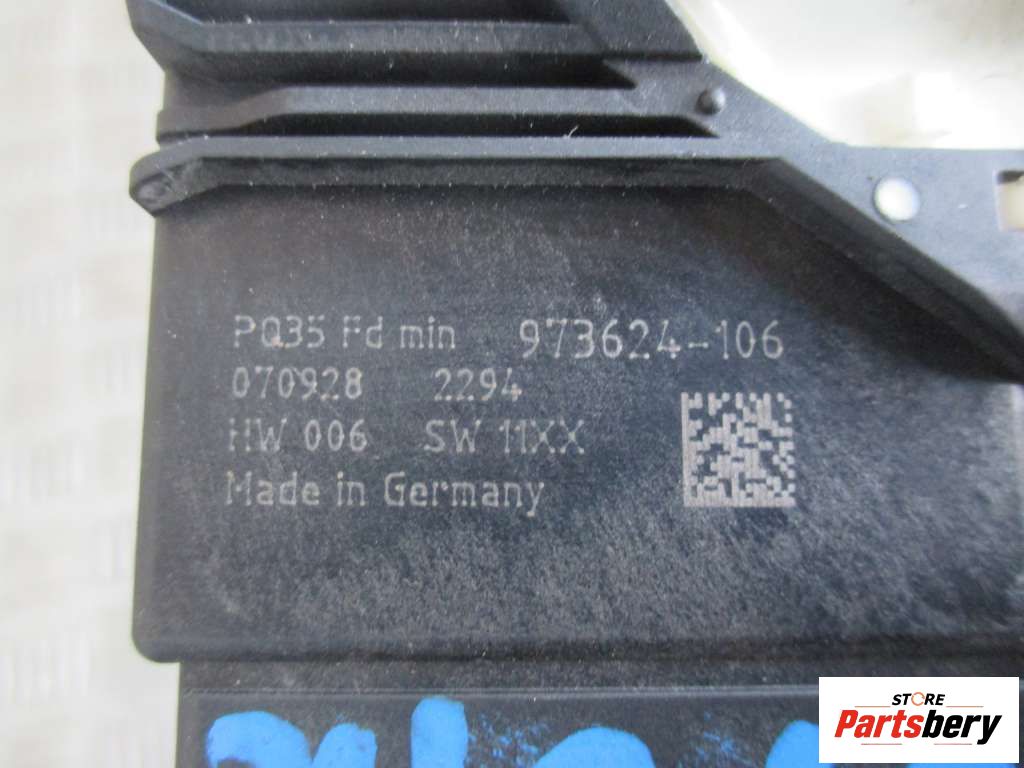 PQ35 Fd min 973624-106
070928 2294
HW 006 SW 11XX
Made in Germany
STORE
Partsbery